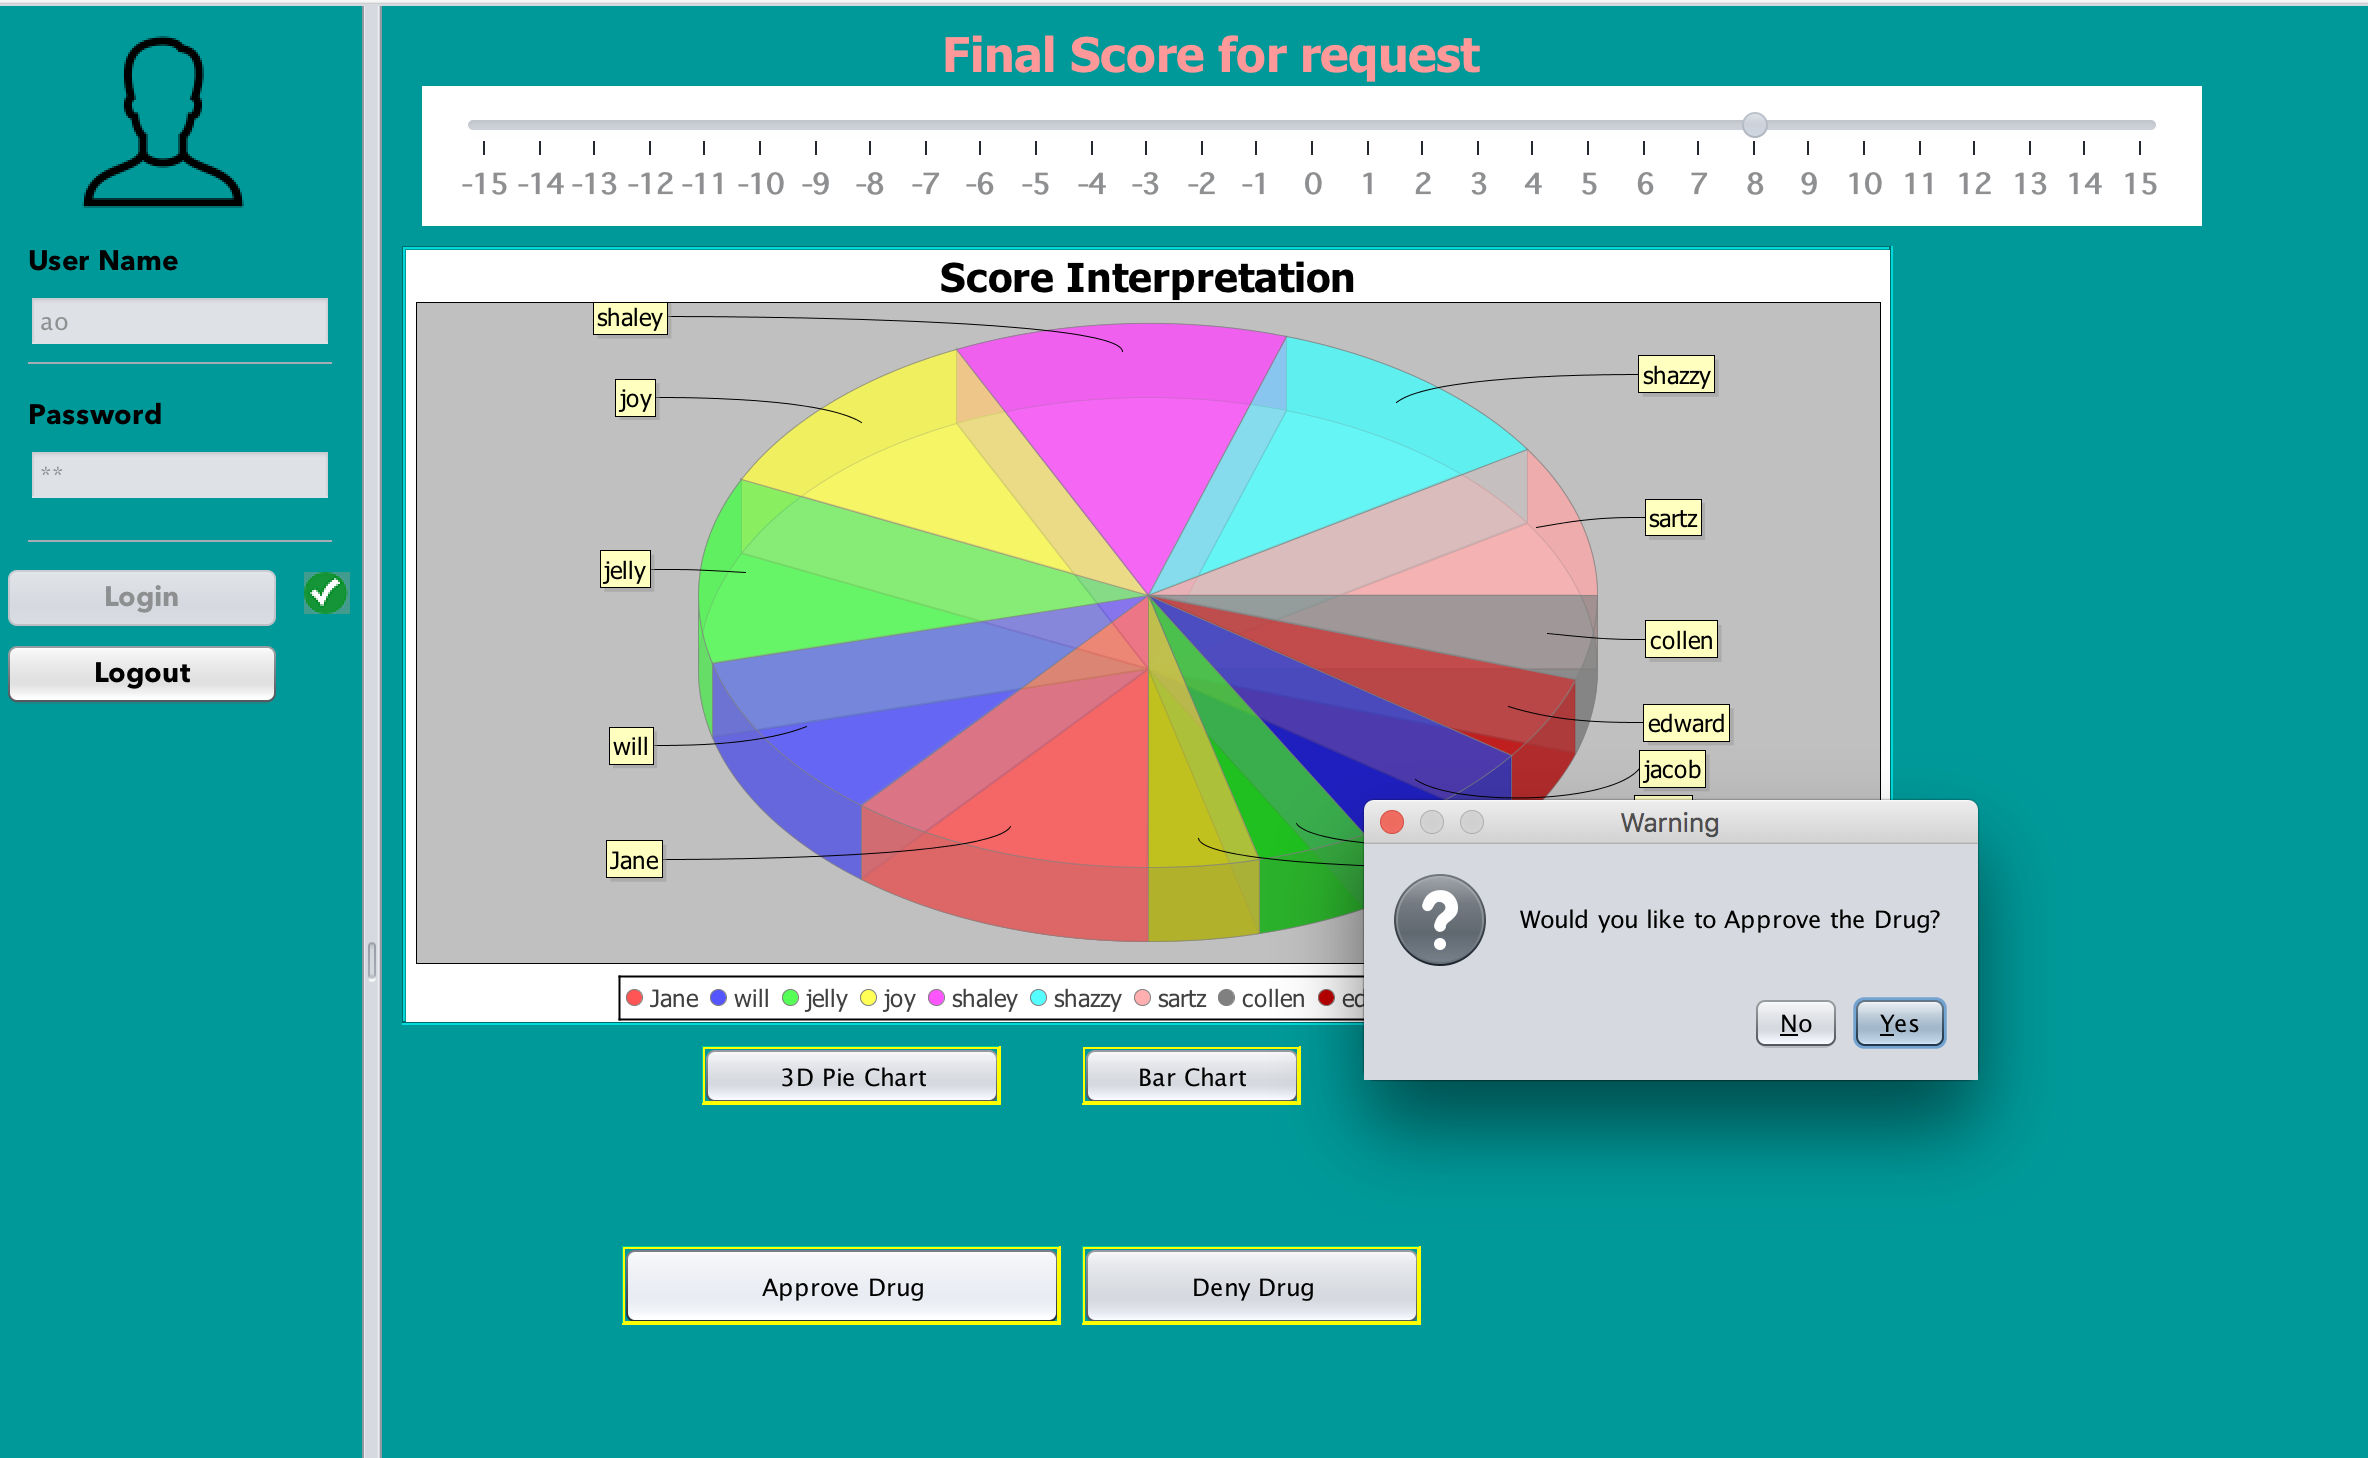 User Name
ao
Password
**
Login
Logout
Final Score for request
-15 -14 -13 -12 -11 -10 -9 -8 -7 -6 -5 -4 -3 -2 -1 0 1 2 3 4 5 6 7 8 9 10 11 12 13 14 15
Score Interpretation
shaley
shazzy
joy
sartz
jelly
collen
edward
will
jacob
Jane
Jane will jelly joy shaley shazzy sartz collen
3D Pie Chart
Bar Chart
Approve Drug
Deny Drug
Warning
Would you like to Approve the Drug?
No
Yes